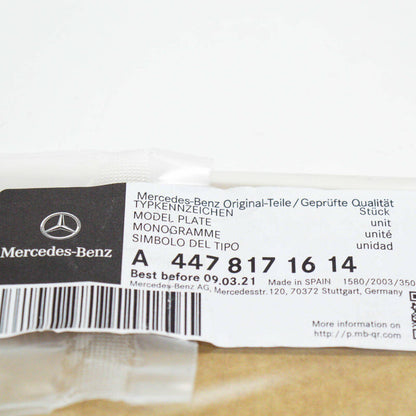 Mercedes-Benz
Mercedes-Benz Original-Teile/Geprüfte Qualität
TYPKENNZEICHEN Stück
MODEL PLATE unit
MONOGRAMME unité
SIMBOLO DEL TIPO unidad
A 447 817 16 14
Best before 09.03.21 Made in SPAIN 1580/2003/350
Mercedes-Benz AG, Mercedesstr. 120, 70372 Stuttgart, Germany
More information on
http://p.mb-qr.com/